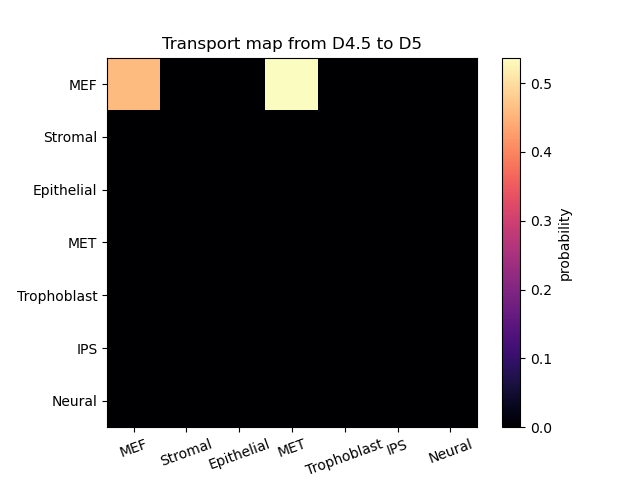 Transport map from D4.5 to D5
MEF
Stromal
Epithelial
MET
Trophoblast
IPS
Neural
MEF
Stromal
Epithelial
MET
Trophoblast
IPS
Neural
0.5
0.4
0.3
0.2
0.1
0.0
probability